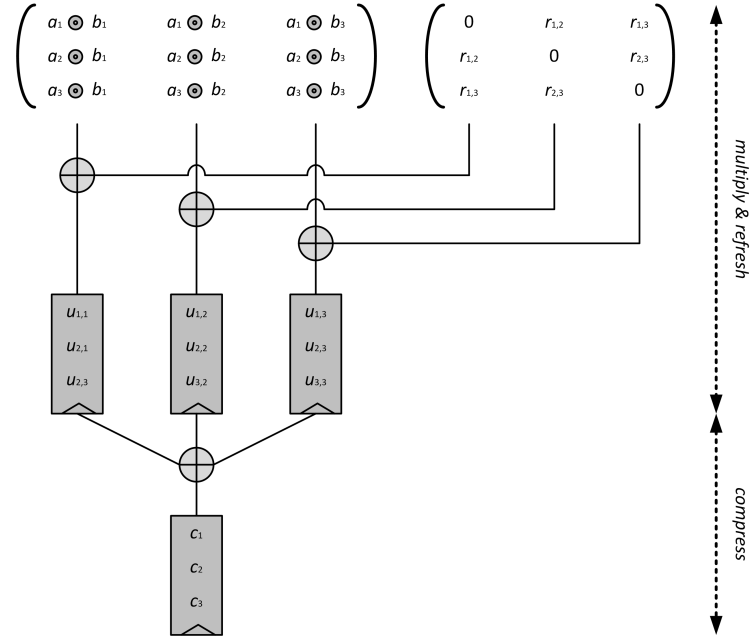 a1 ⊙ b1 a1 ⊙ b2 a1 ⊙ b3 0 r1,2 r1,3
a2 ⊙ b1 a2 ⊙ b2 a2 ⊙ b3 r1,2 0 r2,3
a3 ⊙ b1 a3 ⊙ b2 a3 ⊙ b3 r1,3 r2,3 0
multiply & refresh
u1,1 u1,2 u1,3
u2,1 u2,2 u2,3
u2,3 u3,2 u3,3
compress
c1
c2
c3